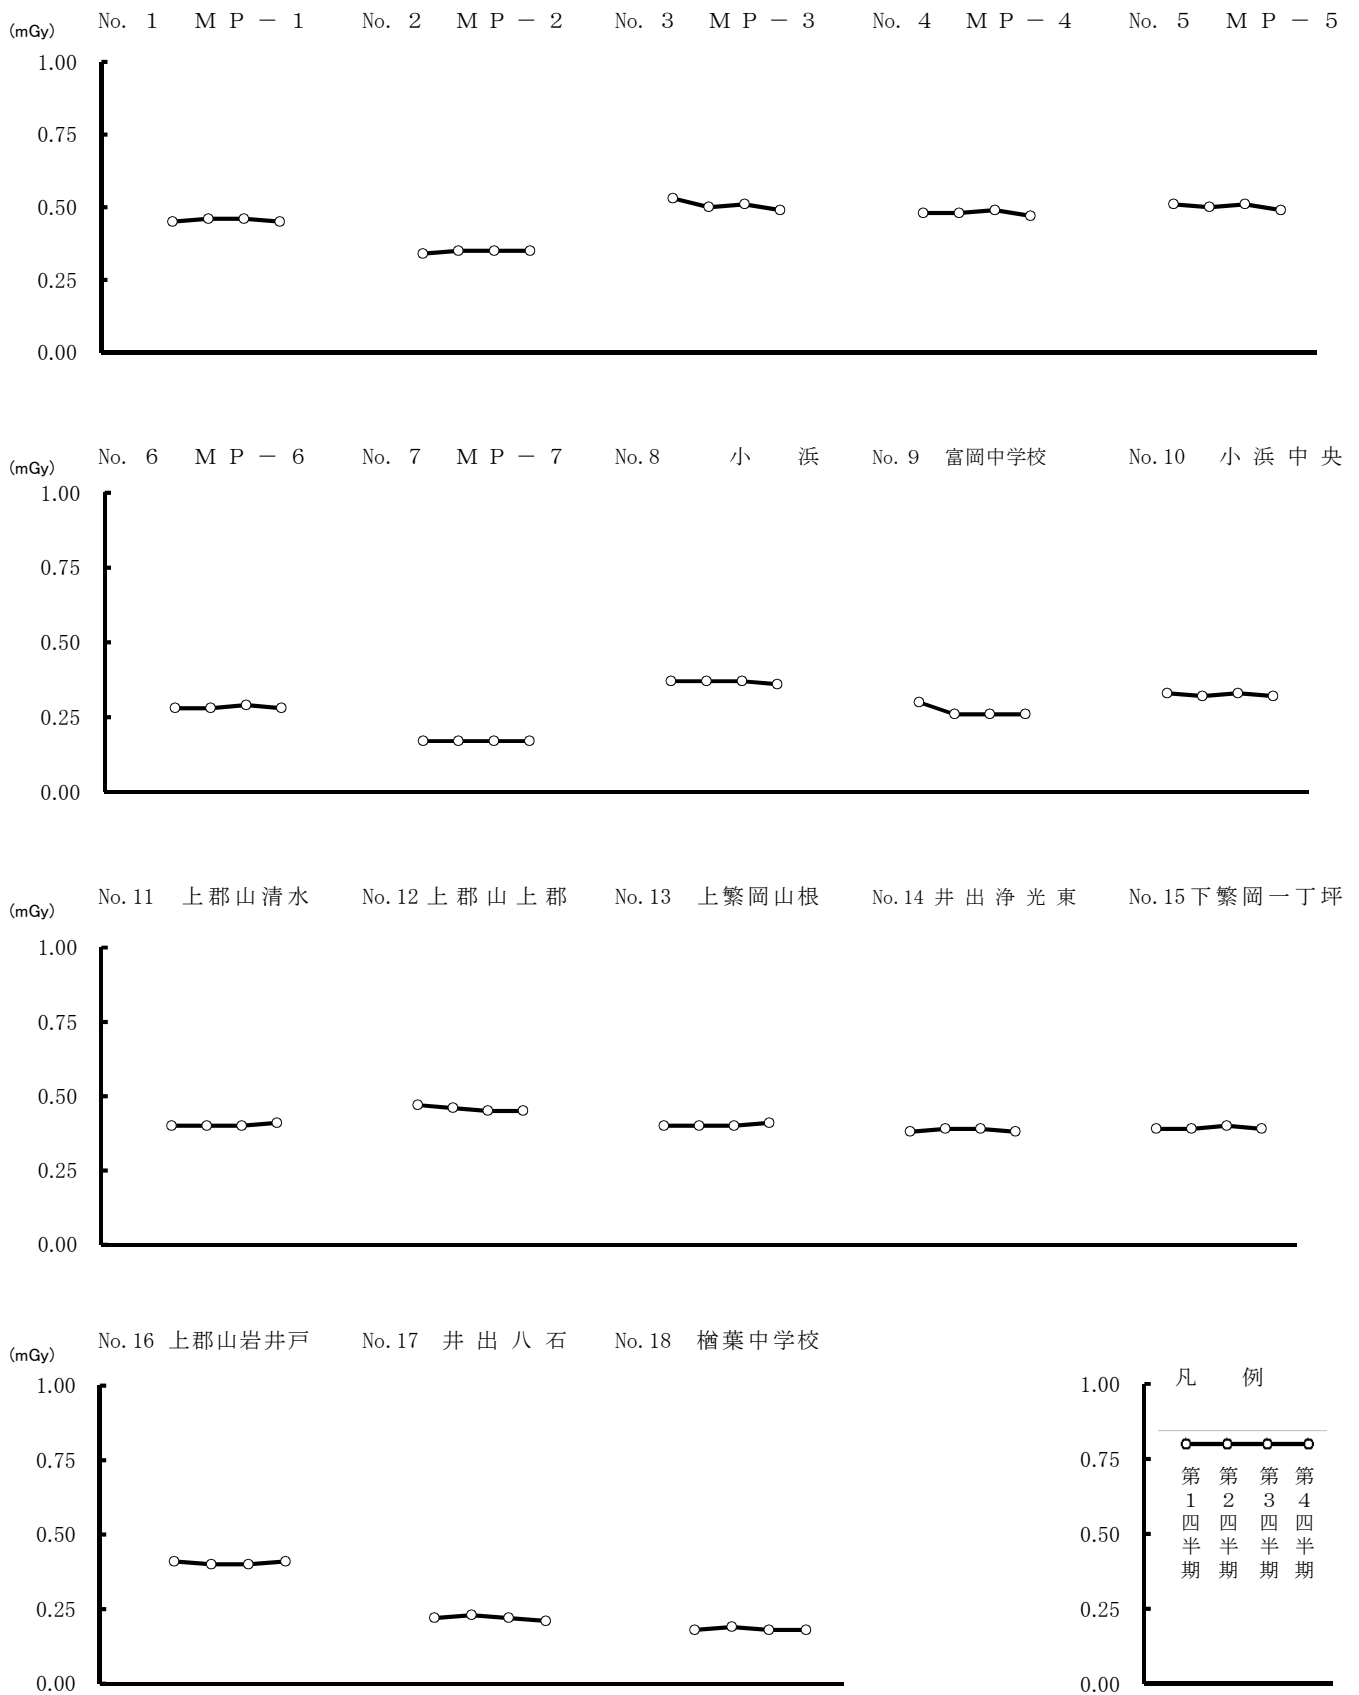 No. 1 ＭＰ－１ No. 2 ＭＰ－２ No. 3 ＭＰ－３ No. 4 ＭＰ－４ No. 5 ＭＰ－５
(mGy)
1.00
0.75
0.50
0.25
0.00
No. 6 ＭＰ－６ No. 7 ＭＰ－７ No.8 小浜 No.9 富岡中学校 No.10 小浜中央
(mGy)
1.00
0.75
0.50
0.25
0.00
No.11 上郡山清水 No.12 上郡山上郡 No.13 上繁岡山根 No.14 井出浄光東 No.15 下繁岡一丁坪
(mGy)
1.00
0.75
0.50
0.25
0.00
No.16 上郡山岩井戸 No.17 井出八石 No.18 楢葉中学校
(mGy)
1.00
0.75
0.50
0.25
0.00
凡例
1.00
0.75
0.50
0.25
0.00
第1四半期
第2四半期
第3四半期
第4四半期